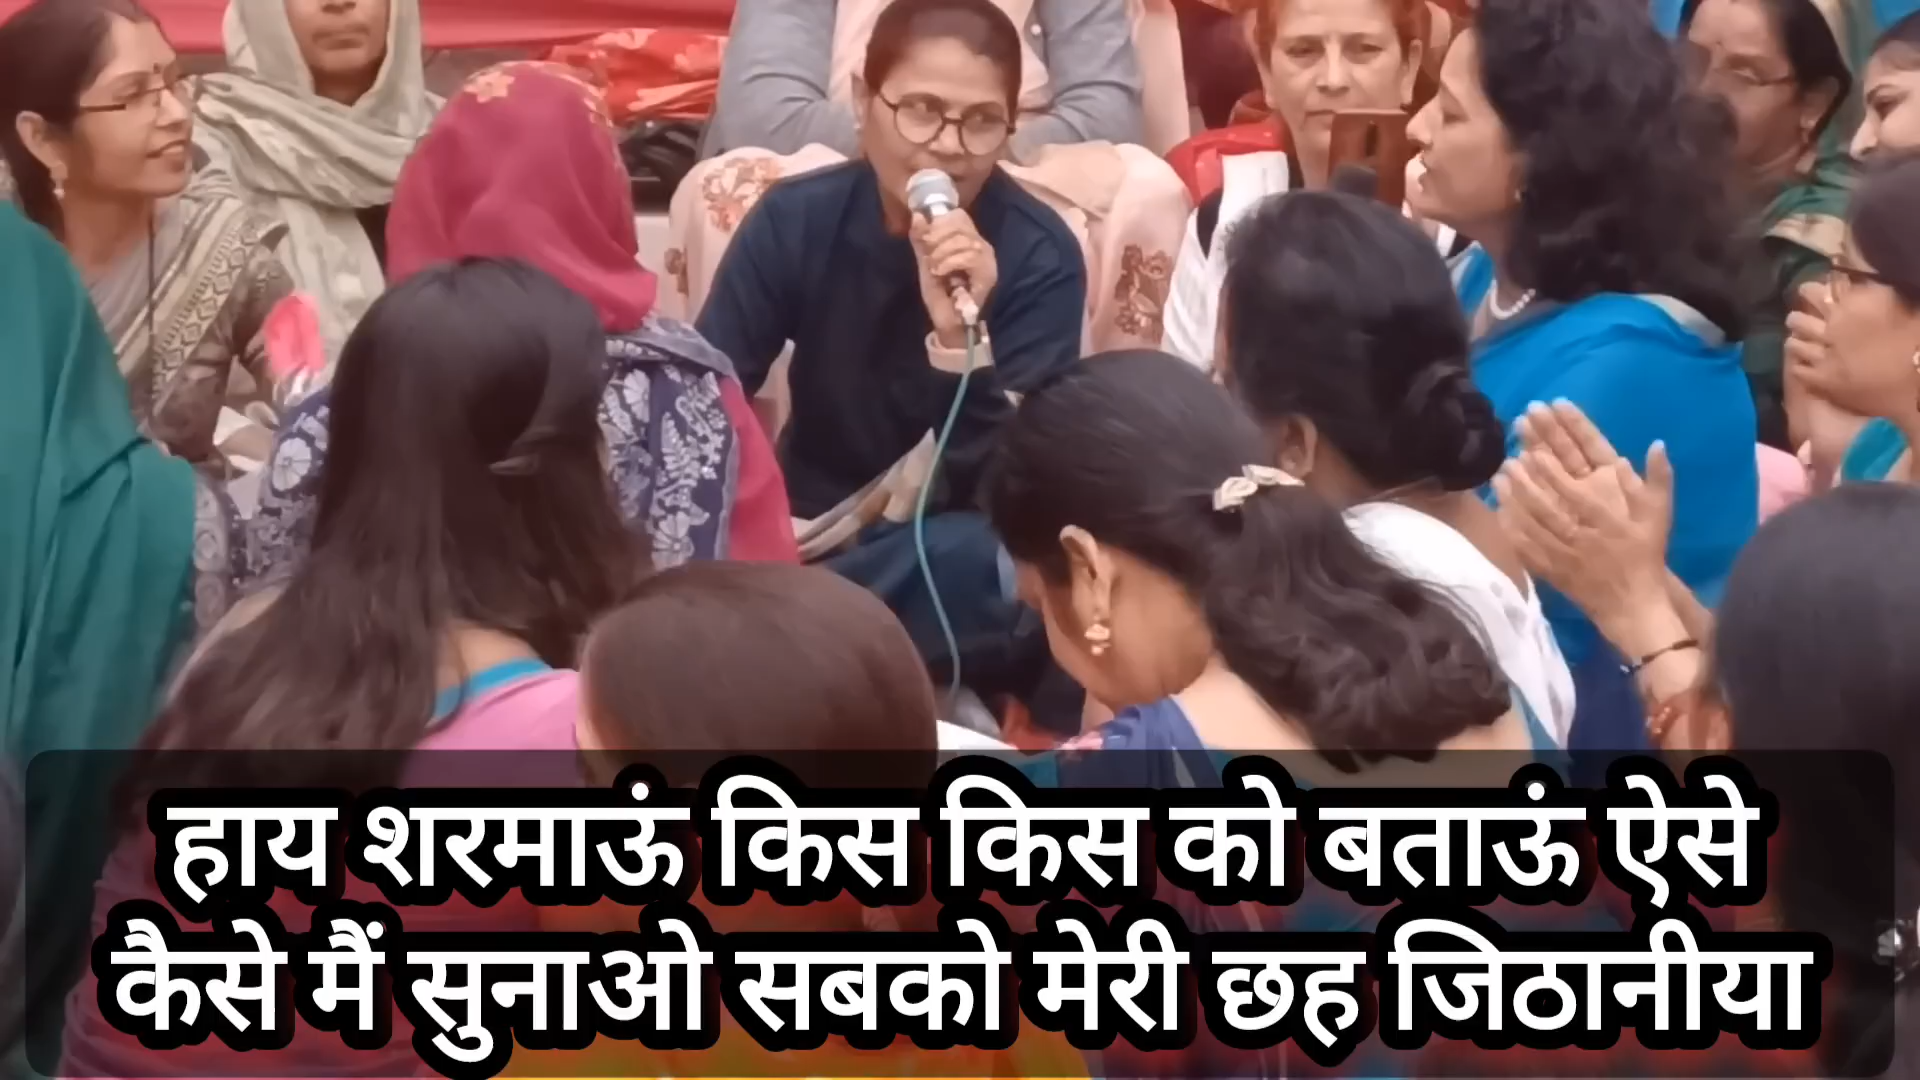 हाय शरमाऊं किस किस को बताऊं ऐसे
कैसे मैं सुनाओ सबको मेरी छह जिठानीया